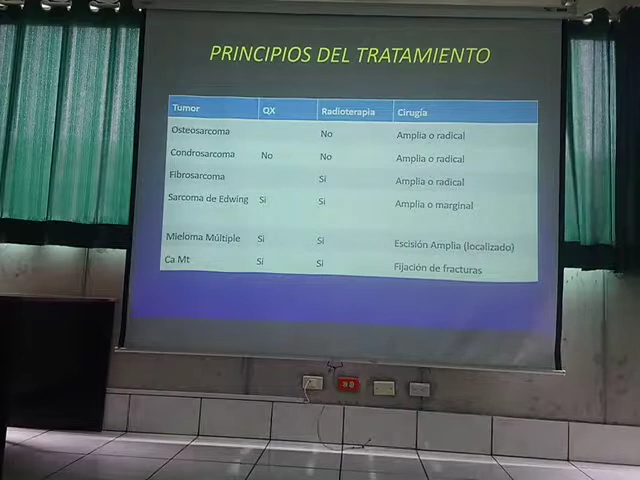 PRINCIPIOS DEL TRATAMIENTO
Tumor QX Radioterapia Cirugía
Osteosarcoma No Amplia o radical
Condrosarcoma No No Amplia o radical
Fibrosarcoma Si Amplia o radical
Sarcoma de Edwing Si Si Amplia o marginal
Mieloma Múltiple Si Si Escisión Amplia (localizado)
Ca Mt Si Si Fijación de fracturas